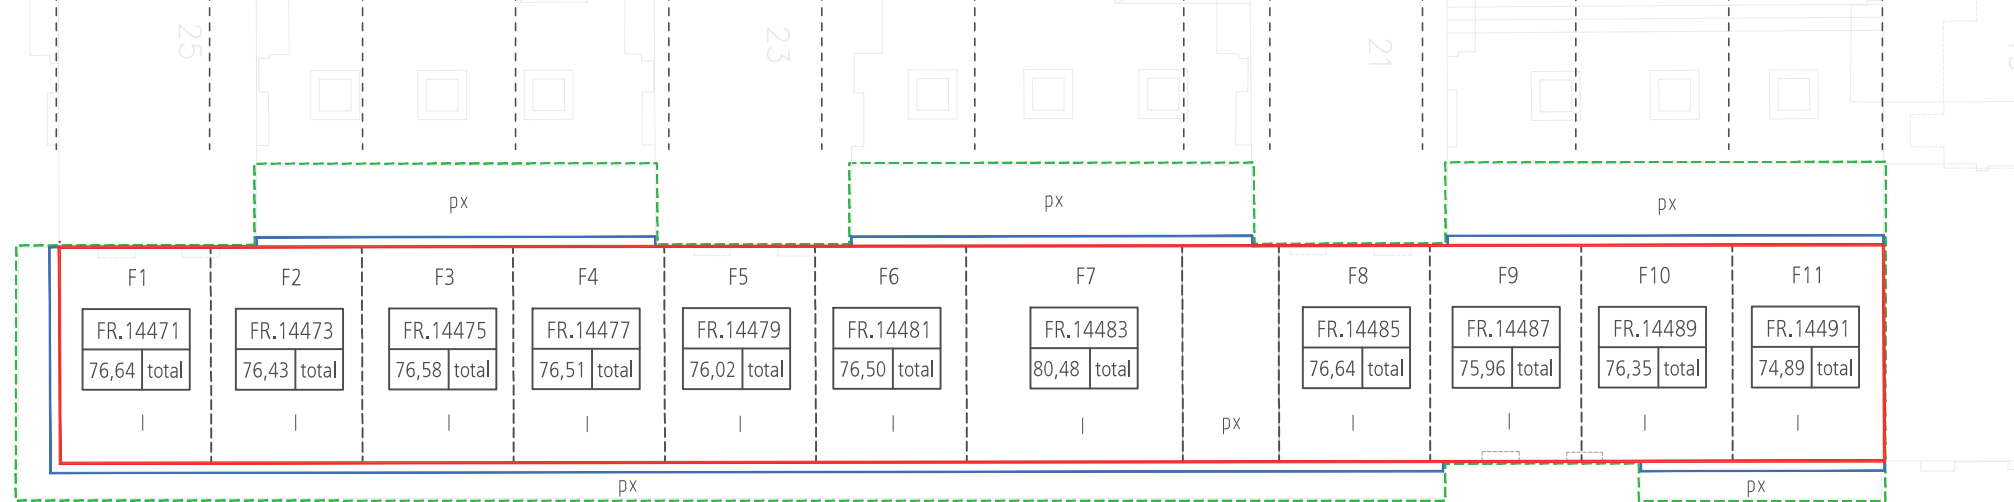 25
23
21
px
px
px
F1
F2
F3
F4
F5
F6
F7
F8
F9
F10
F11
FR.14471
FR.14473
FR.14475
FR.14477
FR.14479
FR.14481
FR.14483
FR.14485
FR.14487
FR.14489
FR.14491
76,64 total
76,43 total
76,58 total
76,51 total
76,02 total
76,50 total
80,48 total
76,64 total
75,96 total
76,35 total
74,89 total
I
I
I
I
I
I
I
px
I
I
I
I
px
px